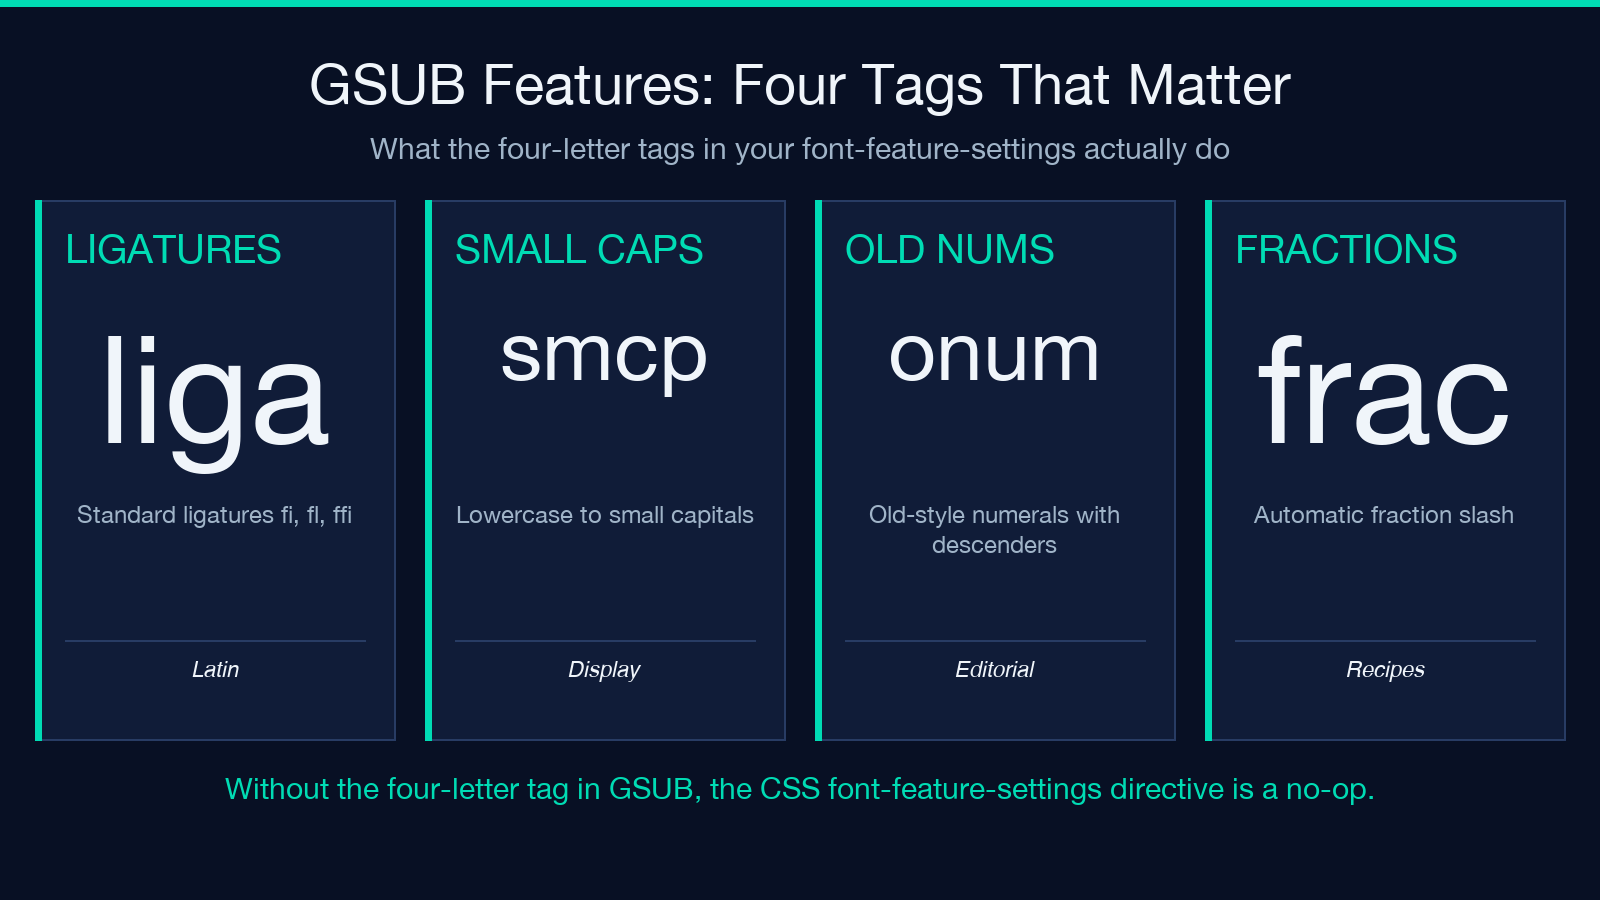 GSUB Features: Four Tags That Matter
What the four-letter tags in your font-feature-settings actually do
LIGATURES
liga
Standard ligatures fi, fl, ffi
Latin
SMALL CAPS
smcp
Lowercase to small capitals
Display
OLD NUMS
onum
Old-style numerals with
descenders
Editorial
FRACTIONS
frac
Automatic fraction slash
Recipes
Without the four-letter tag in GSUB, the CSS font-feature-settings directive is a no-op.